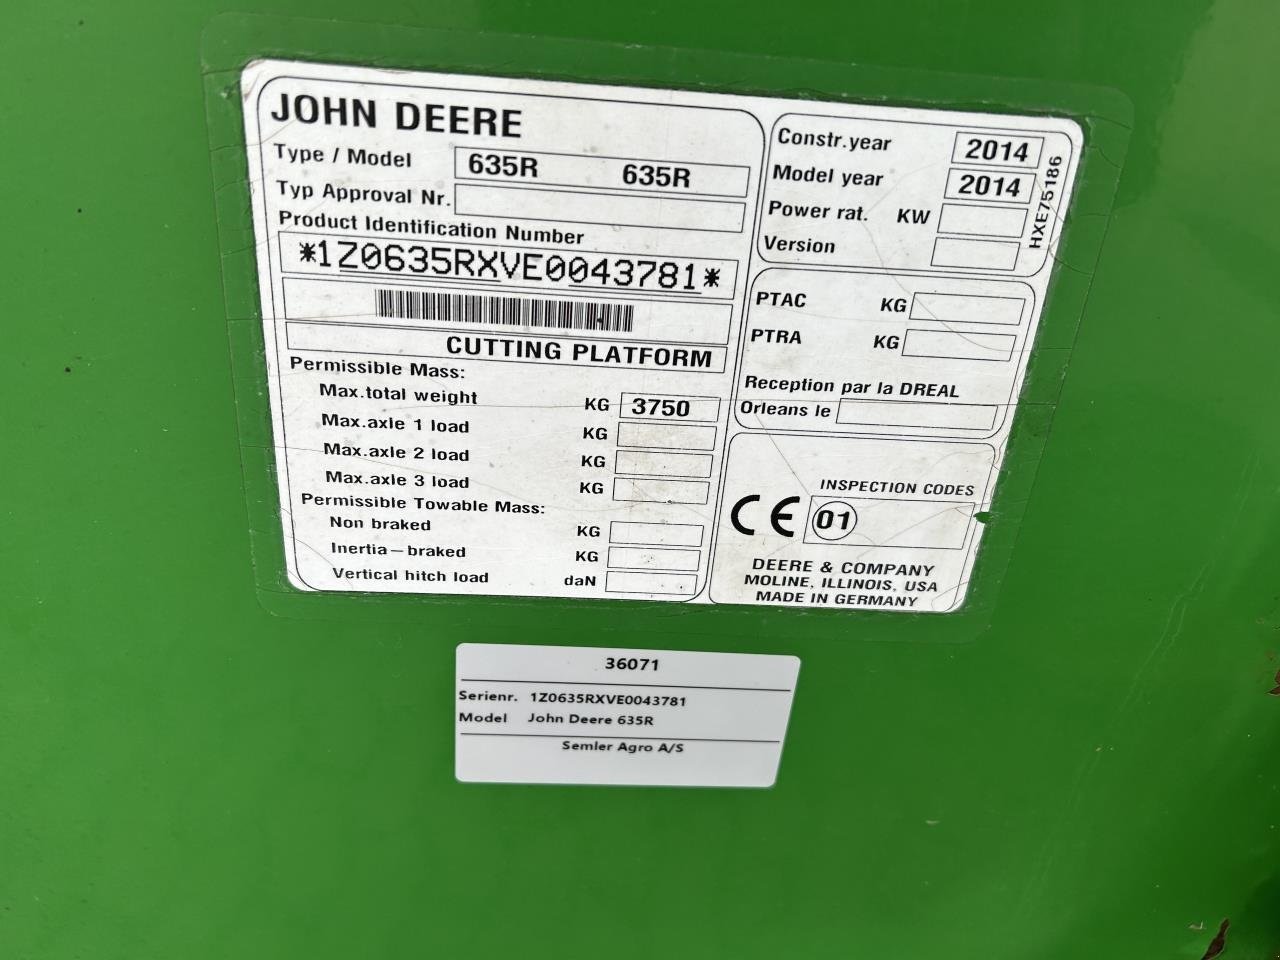 JOHN DEERE
Type / Model 635R 635R
Typ Approval Nr.
Product Identification Number
*1Z0635RXVE0043781*
CUTTING PLATFORM
Permissible Mass:
Max.total weight KG 3750
Max.axle 1 load KG
Max.axle 2 load KG
Max.axle 3 load KG
Permissible Towable Mass:
Non braked KG
Inertia-braked KG
Vertical hitch load daN
Constr.year 2014
Model year 2014
Power rat. KW
Version
HXE75186
PTAC KG
PTRA KG
Reception par la DREAL
Orleans le
INSPECTION CODES
CE 01
DEERE & COMPANY
MOLINE, ILLINOIS, USA
MADE IN GERMANY
36071
Serienr. 1Z0635RXVE0043781
Model John Deere 635R
Semler Agro A/S